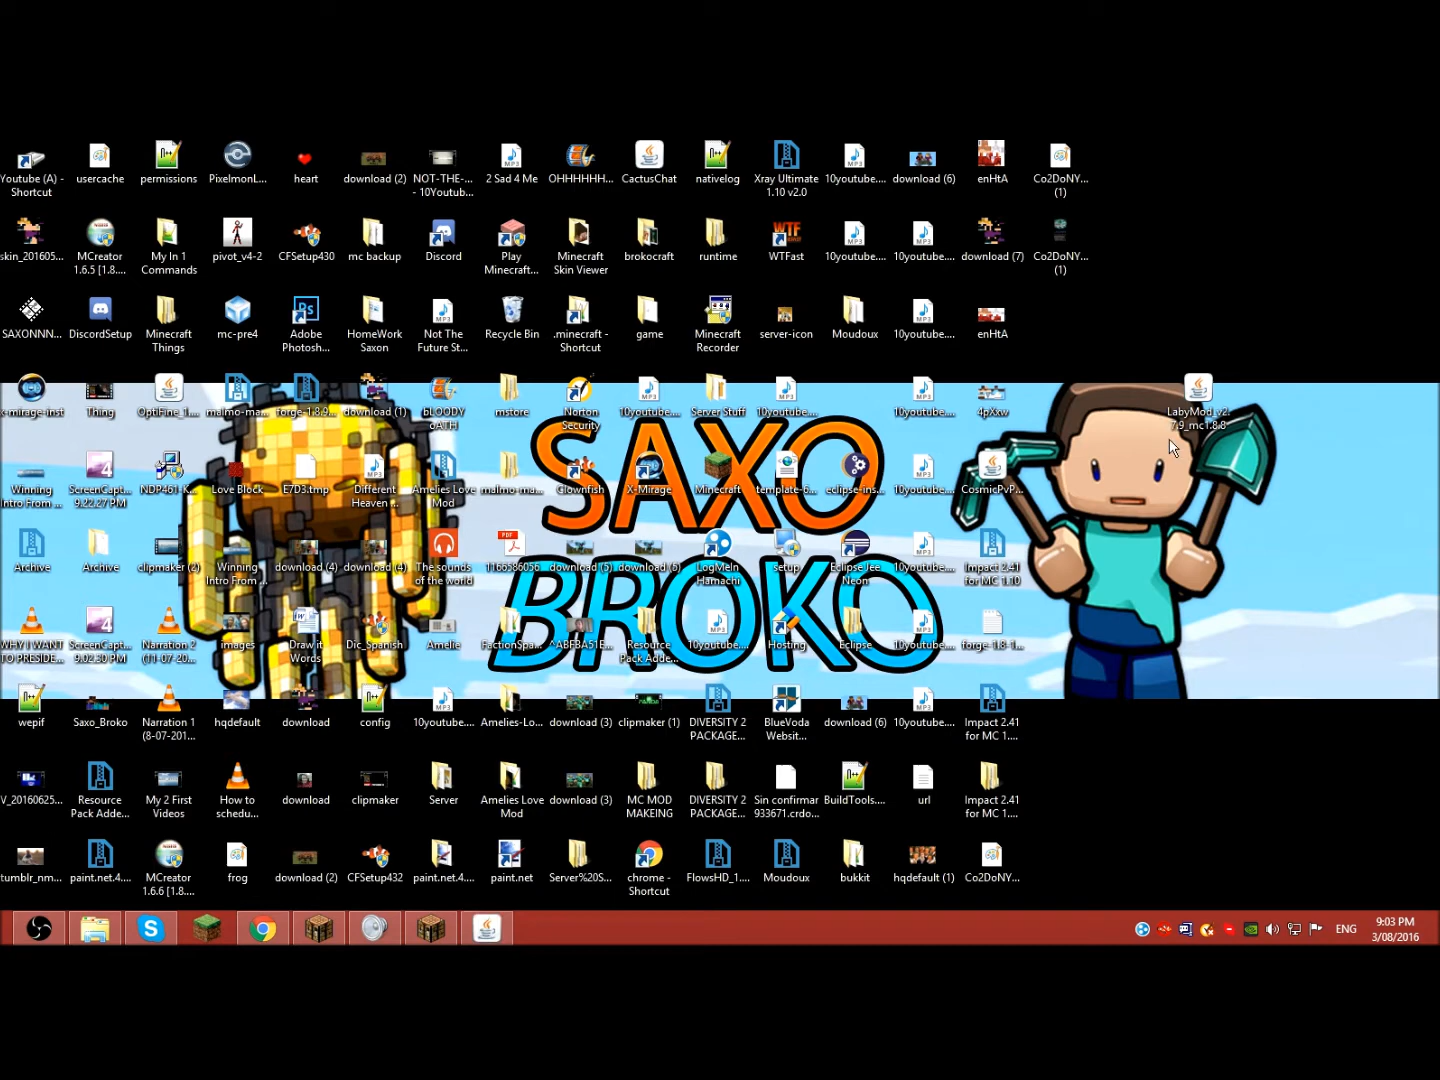 Youtube (A) -
Shortcut
usercache
permissions
PixelmonL...
heart
download (2)
NOT-THE-...
- 10Youtub...
2 Sad 4 Me
OHHHHHH...
CactusChat
nativelog
Xray Ultimate
1.10 v2.0
10youtube....
download (6)
enHtA
Co2DoNY...
(1)
skin_201605...
MCreator
1.6.5 [1.8....
My In 1
Commands
pivot_v4-2
CFSetup430
mc backup
Discord
Play
Minecraft...
Minecraft
Skin Viewer
brokocraft
runtime
WTF
WTFast
10youtube....
10youtube....
download (7)
Co2DoNY...
(1)
SAXONNN...
DiscordSetup
Minecraft
Things
mc-pre4
Adobe
Photosh...
HomeWork
Saxon
Not The
Future St...
Recycle Bin
.minecraft -
Shortcut
game
Minecraft
Recorder
server-icon
Moudoux
10youtube....
enHtA
x-mirage-inst
Thing
OptiFine_1....
malmo-ma...
forge-1.8.9...
download (1)
bLOODY
oATH
mstore
Norton
Security
10youtube....
Server Stuff
10youtube....
10youtube....
4pXxw
LabyMod_v2.
7.9_mc1.8.8
SAXO
Winning
Intro From ...
ScreenCapt...
9.22.27 PM
NDP461-K...
Love Block
E7D3.tmp
Different
Heaven ...
Amelies Love
Mod
malmo-ma...
Clownfish
X-Mirage
Minecraft
template-6...
eclipse-ins...
10youtube....
CosmicPvP...
Archive
Archive
clipmaker (2)
Winning
Intro From ...
download (4)
download (4)
The sounds
of the world
1166586056
download (5)
download (5)
LogMeIn
Hamachi
setup
Eclipse Jee
Neon
10youtube....
Impact 2.41
for MC 1.10
BROKO
WHY I WANT
TO PRESIDE...
ScreenCapt...
9.02.30 PM
Narration 2
(11-07-20...
images
Draw it
Words
Dic_Spanish
Amelie
FactionSpa...
^ABFBA51E...
Resource
Pack Adde...
10youtube....
Hosting
Eclipse
10youtube....
forge-1.8-1...
wepif
Saxo_Broko
Narration 1
(8-07-201...
hqdefault
download
config
10youtube....
Amelies-Lo...
download (3)
clipmaker (1)
DIVERSITY 2
PACKAGE...
BlueVoda
Websit...
download (6)
10youtube....
Impact 2.41
for MC 1....
V_20160625...
Resource
Pack Adde...
My 2 First
Videos
How to
schedu...
download
clipmaker
Server
Amelies Love
Mod
download (3)
MC MOD
MAKEING
DIVERSITY 2
PACKAGE...
Sin confirmar
933671.crdo...
BuildTools....
url
Impact 2.41
for MC 1....
tumblr_nm...
paint.net.4....
MCreator
1.6.6 [1.8....
frog
download (2)
CFSetup432
paint.net.4....
paint.net
Server%20S...
chrome -
Shortcut
FlowsHD_1....
Moudoux
bukkit
hqdefault (1)
Co2DoNY...
ENG
9:03 PM
3/08/2016